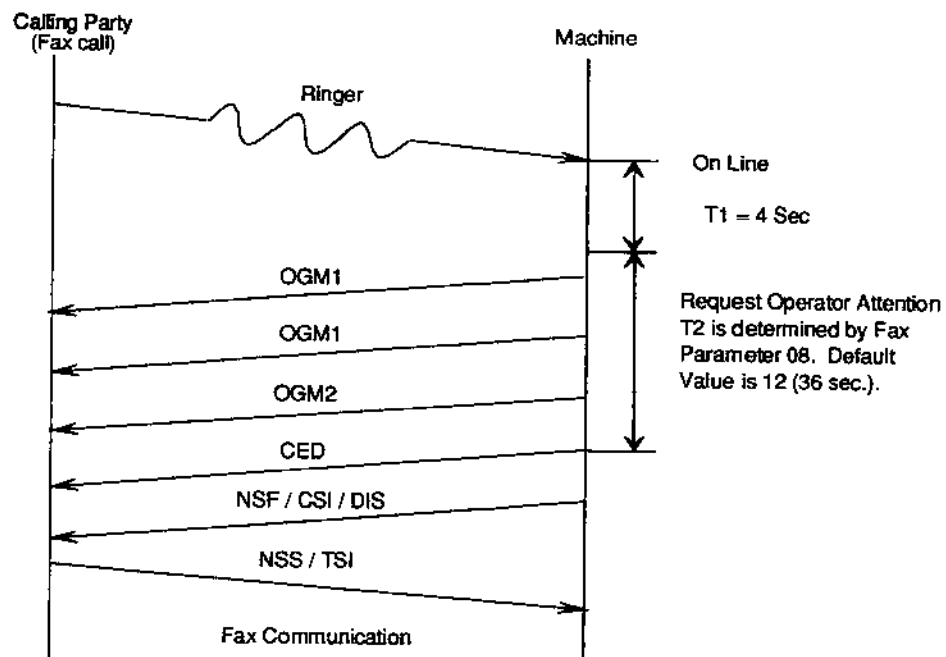 Calling Party
(Fax call)
Machine
Ringer
On Line
T1 = 4 Sec
OGM1
Request Operator Attention
T2 is determined by Fax
Parameter 08. Default
Value is 12 (36 sec.).
OGM1
OGM2
CED
NSF / CSI / DIS
NSS / TSI
Fax Communication